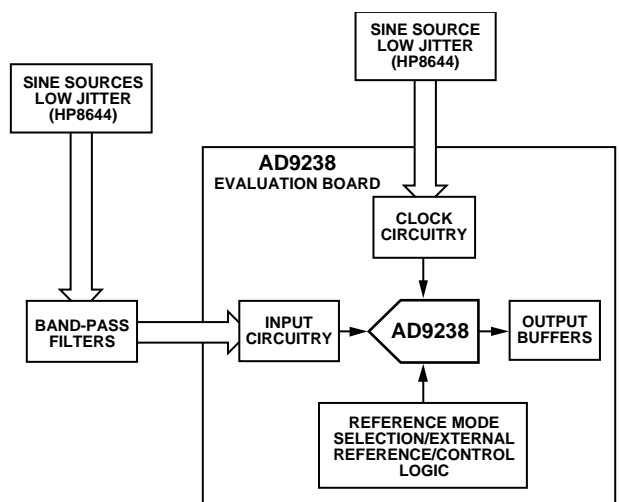 SINE SOURCE
LOW JITTER
(HP8644)
SINE SOURCES
LOW JITTER
(HP8644)
AD9238
EVALUATION BOARD
CLOCK
CIRCUITRY
BAND-PASS
FILTERS
INPUT
CIRCUITRY
AD9238
OUTPUT
BUFFERS
REFERENCE MODE
SELECTION/EXTERNAL
REFERENCE/CONTROL
LOGIC